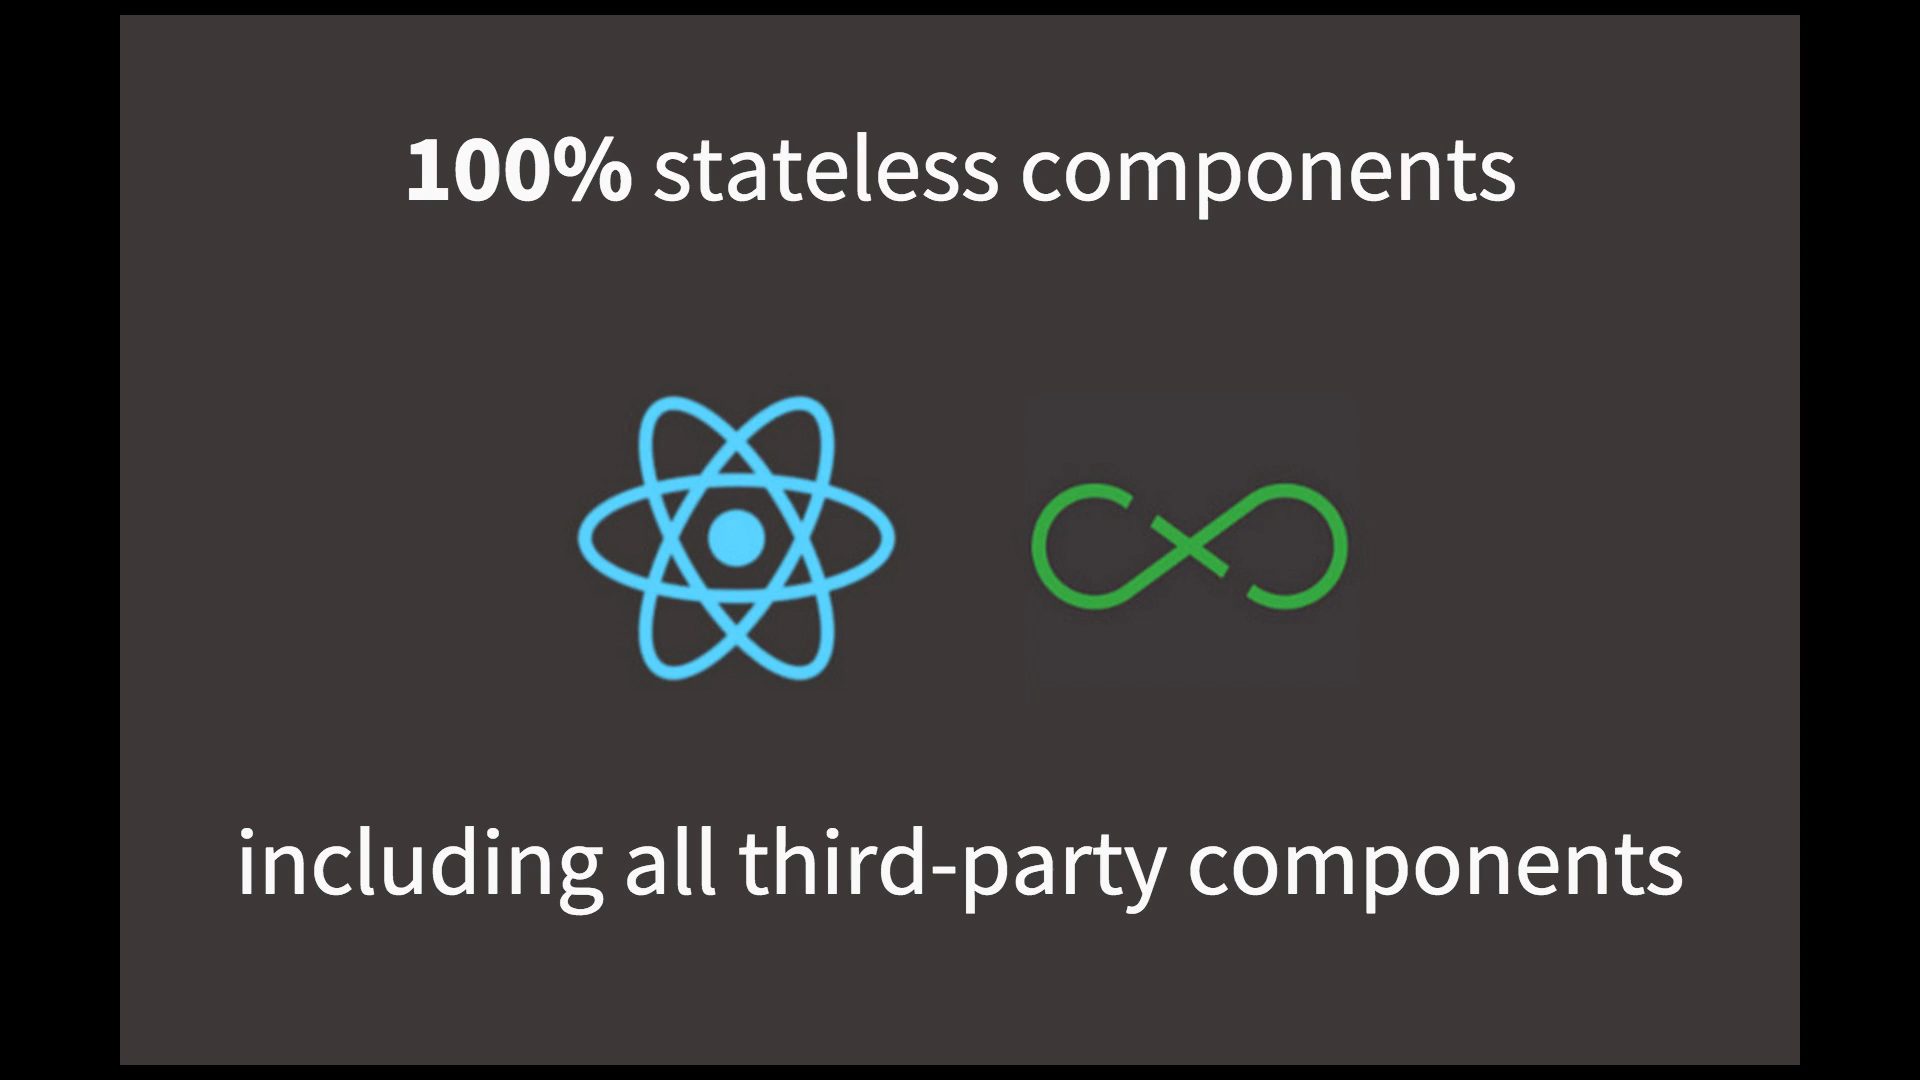 100% stateless components
including all third-party components